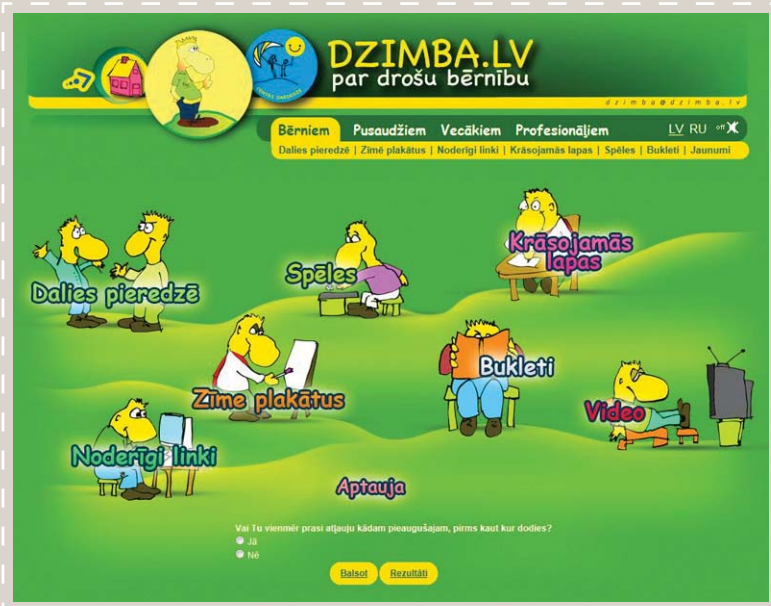 DZIMBA.LV
par drošu bērnību
dzimba@dzimba.lv
Bērniem Pusaudžiem Vecākiem Profesionāļiem LV RU off
Dalies pieredzē | Zīmē plakātus | Noderīgi linki | Krāsojamās lapas | Spēles | Bukleti | Jaunumi
Dalies pieredzē
Spēles
Krāsojamās
lapas
Zīmē plakātus
Bukleti
Video
Noderīgi linki
Aptauja
Vai Tu vienmēr prasi atļauju kādam pieaugušajam, pirms kaut kur dodies?
Jā
Nē
Balsot Rezultāti